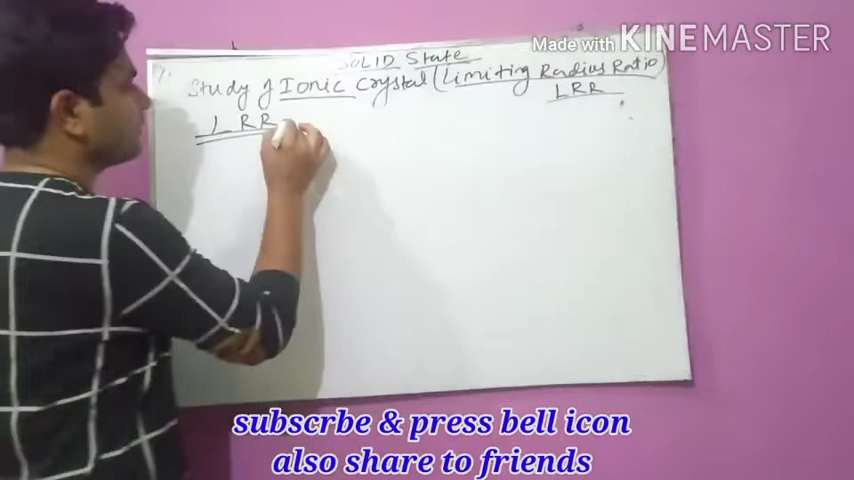 SOLID State
Made with KINEMASTER
Study of Ionic Crystal (Limiting Radius Ratio)
LRR
LRR
subscrbe & press bell icon
also share to friends